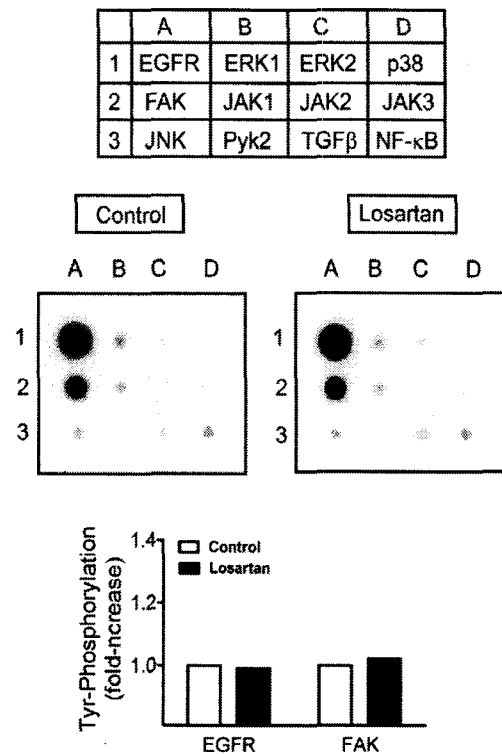 A B C D
1 EGFR ERK1 ERK2 p38
2 FAK JAK1 JAK2 JAK3
3 JNK Pyk2 TGFβ NF-κB
Control Losartan
A B C D A B C D
1 1
2 2
3 3
Tyr-Phosphorylation
(fold-ncrease)
1.4
1.2
1.0
Control
Losartan
EGFR FAK